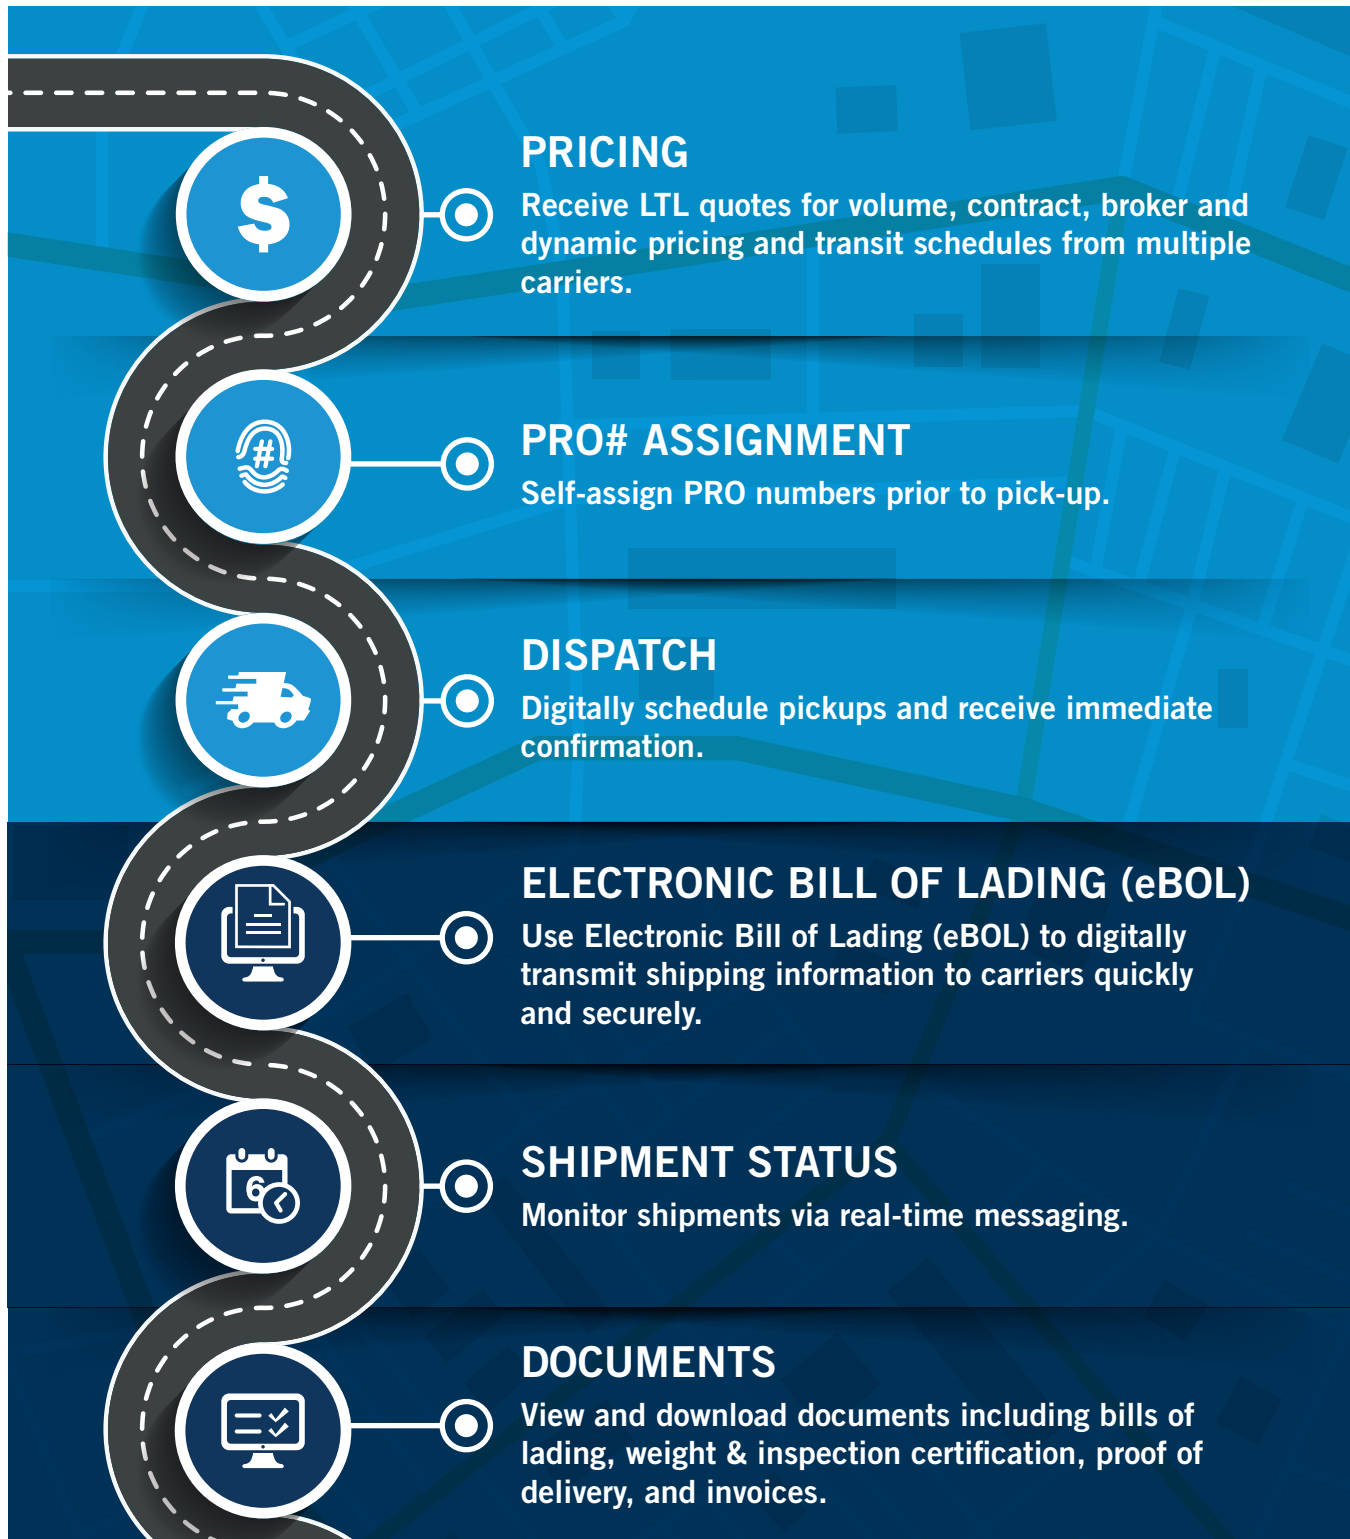 $
PRICING
Receive LTL quotes for volume, contract, broker and
dynamic pricing and transit schedules from multiple
carriers.
#
PRO# ASSIGNMENT
Self-assign PRO numbers prior to pick-up.
DISPATCH
Digitally schedule pickups and receive immediate
confirmation.
ELECTRONIC BILL OF LADING (eBOL)
Use Electronic Bill of Lading (eBOL) to digitally
transmit shipping information to carriers quickly
and securely.
6
SHIPMENT STATUS
Monitor shipments via real-time messaging.
DOCUMENTS
View and download documents including bills of
lading, weight & inspection certification, proof of
delivery, and invoices.